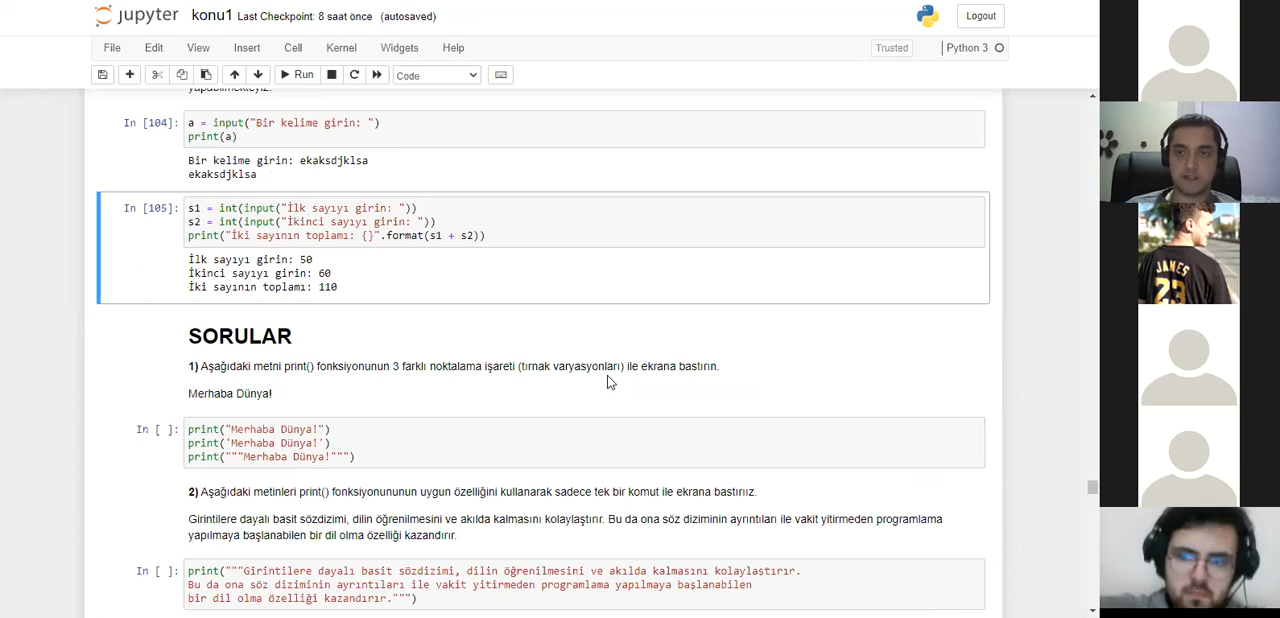 jupyter konu1 Last Checkpoint: 8 saat önce (autosaved)
Logout
File Edit View Insert Cell Kernel Widgets Help
Trusted
Python 3
Run
Code
yapabilmekteyiz.
In [104]:
a = input("Bir kelime girin: ")
print(a)
Bir kelime girin: ekaksdjklsa
ekaksdjklsa
In [105]:
s1 = int(input("İlk sayıyı girin: "))
s2 = int(input("İkinci sayıyı girin: "))
print("İki sayının toplamı: {}".format(s1 + s2))
İlk sayıyı girin: 50
İkinci sayıyı girin: 60
İki sayının toplamı: 110
SORULAR
1) Aşağıdaki metni print() fonksiyonunun 3 farklı noktalama işareti (tırnak varyasyonları) ile ekrana bastırın.
Merhaba Dünya!
In [ ]:
print("Merhaba Dünya!")
print('Merhaba Dünya!')
print("""Merhaba Dünya!""")
2) Aşağıdaki metinleri print() fonksiyonununun uygun özelliğini kullanarak sadece tek bir komut ile ekrana bastırıız.
Girintilere dayalı basit sözdizimi, dilin öğrenilmesini ve akılda kalmasını kolaylaştırır. Bu da ona söz diziminin ayrıntıları ile vakit yitirmeden programlama
yapılmaya başlanabilen bir dil olma özelliği kazandırır.
In [ ]:
print("""Girintilere dayalı basit sözdizimi, dilin öğrenilmesini ve akılda kalmasını kolaylaştırır.
Bu da ona söz diziminin ayrıntıları ile vakit yitirmeden programlama yapılmaya başlanabilen
bir dil olma özelliği kazandırır.""")
JAMES
23